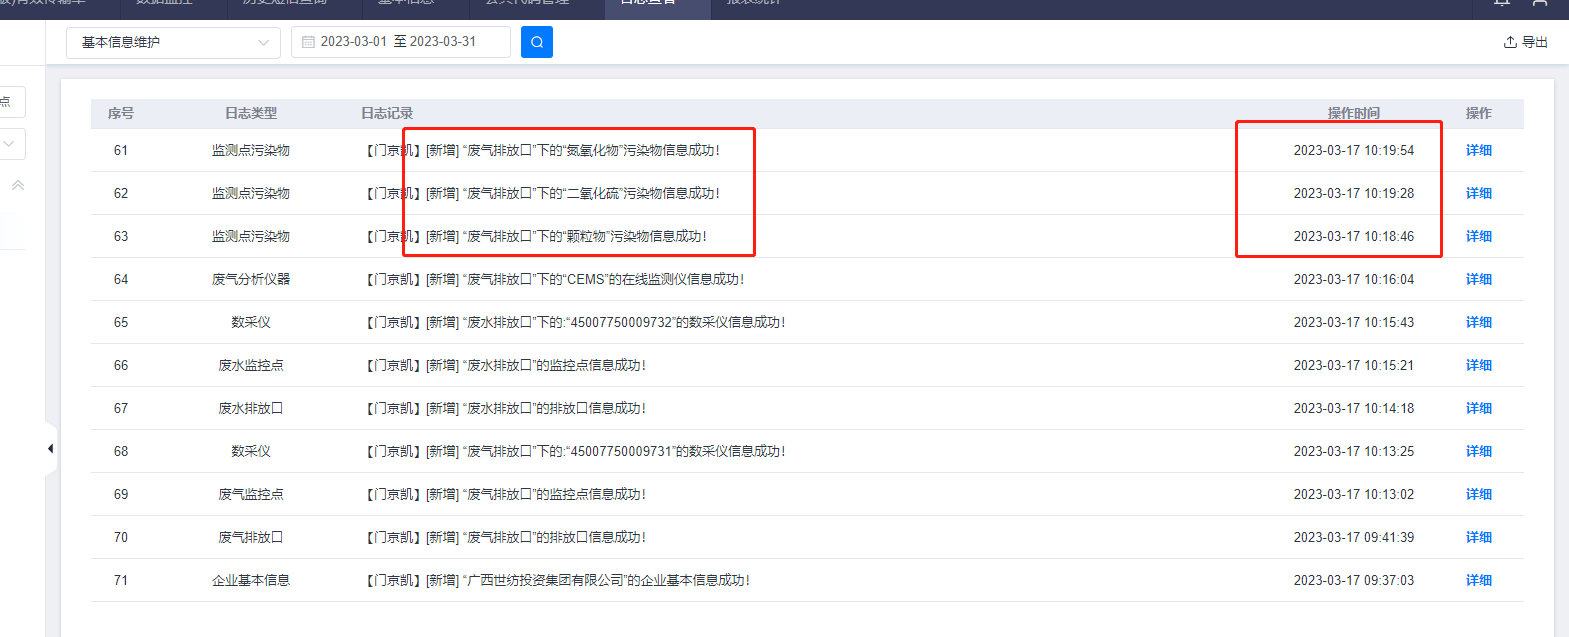 日志查看
基本信息维护
2023-03-01 至 2023-03-31
导出
点
序号 日志类型 日志记录 操作时间 操作
61 监测点污染物 【门京凯】[新增] “废气排放口”下的“氮氧化物”污染物信息成功！ 2023-03-17 10:19:54 详细
62 监测点污染物 【门京凯】[新增] “废气排放口”下的“二氧化硫”污染物信息成功！ 2023-03-17 10:19:28 详细
63 监测点污染物 【门京凯】[新增] “废气排放口”下的“颗粒物”污染物信息成功！ 2023-03-17 10:18:46 详细
64 废气分析仪器 【门京凯】[新增] “废气排放口”下的“CEMS”的在线监测仪信息成功！ 2023-03-17 10:16:04 详细
65 数采仪 【门京凯】[新增] “废水排放口”下的:“45007750009732”的数采仪信息成功！ 2023-03-17 10:15:43 详细
66 废水监控点 【门京凯】[新增] “废水排放口”的监控点信息成功！ 2023-03-17 10:15:21 详细
67 废水排放口 【门京凯】[新增] “废水排放口”的排放口信息成功！ 2023-03-17 10:14:18 详细
68 数采仪 【门京凯】[新增] “废气排放口”下的:“45007750009731”的数采仪信息成功！ 2023-03-17 10:13:25 详细
69 废气监控点 【门京凯】[新增] “废气排放口”的监控点信息成功！ 2023-03-17 10:13:02 详细
70 废气排放口 【门京凯】[新增] “废气排放口”的排放口信息成功！ 2023-03-17 09:41:39 详细
71 企业基本信息 【门京凯】[新增] “广西世纺投资集团有限公司”的企业基本信息成功！ 2023-03-17 09:37:03 详细